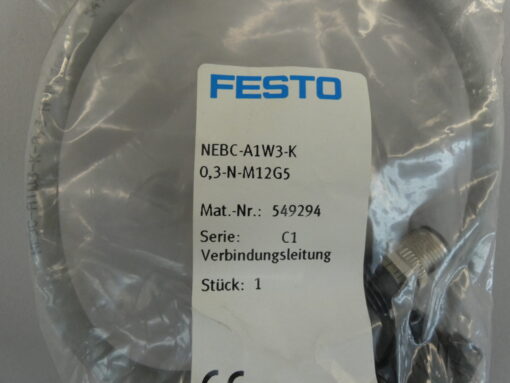 FESTO
NEBC-A1W3-K
0,3-N-M12G5
Mat.-Nr.: 549294
Serie: C1
Verbindungsleitung
Stück: 1